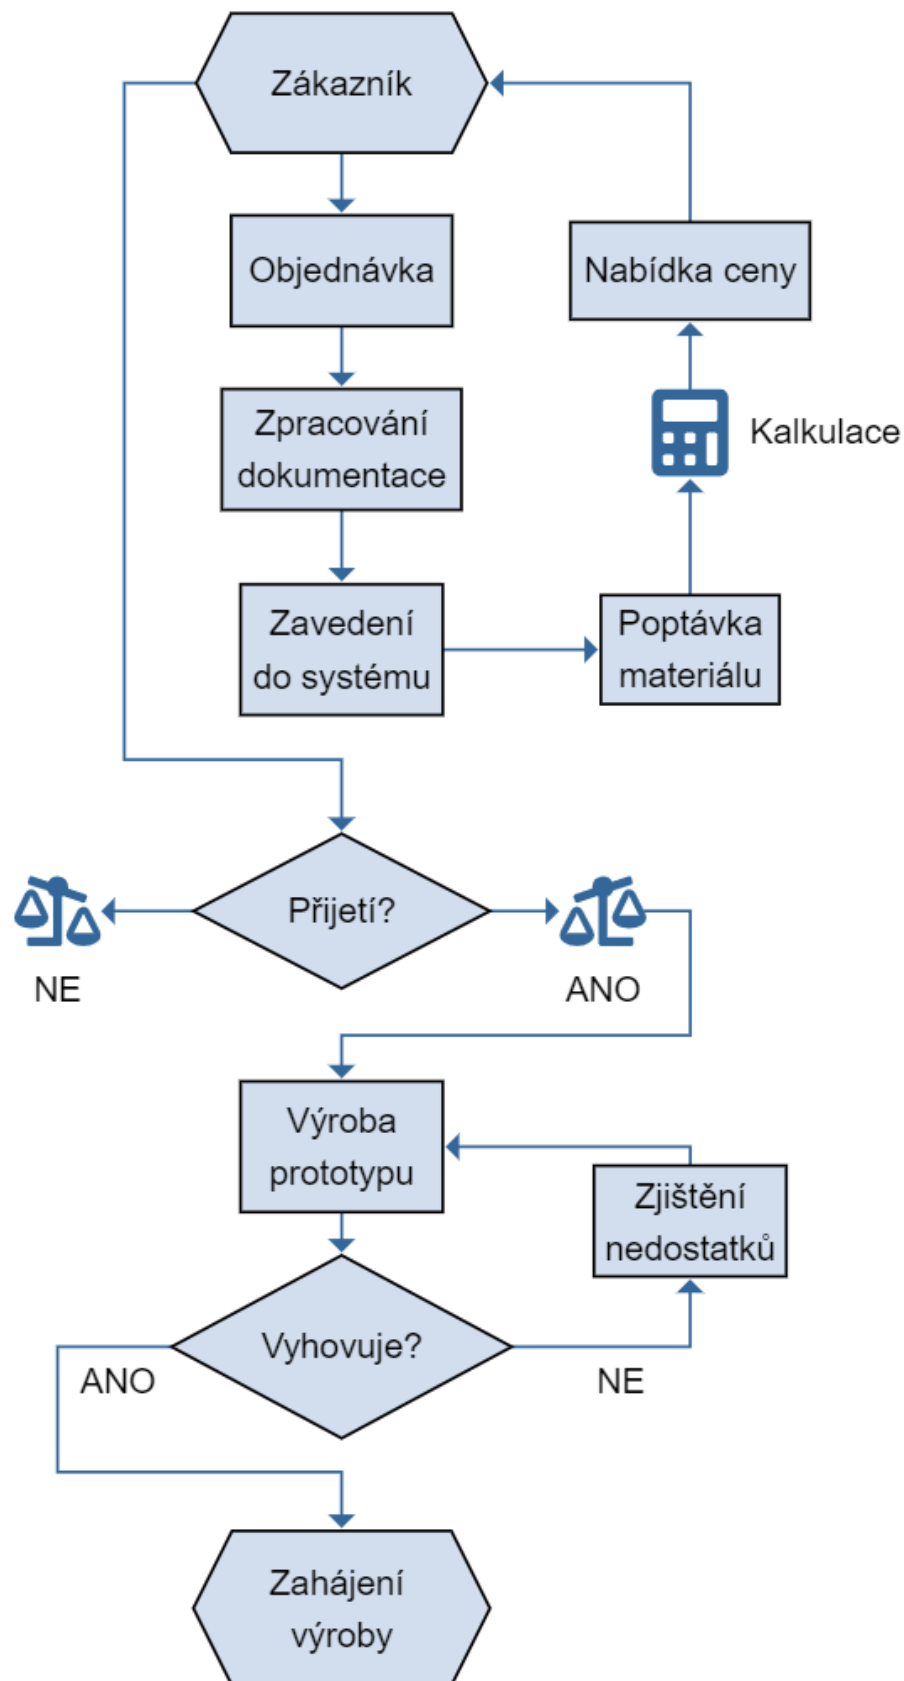 Zákazník
Objednávka
Nabídka ceny
Zpracování
dokumentace
Kalkulace
Zavedení
do systému
Poptávka
materiálu
Přijetí?
NE
ANO
Výroba
prototypu
Zjištění
nedostatků
Vyhovuje?
ANO
NE
Zahájení
výroby